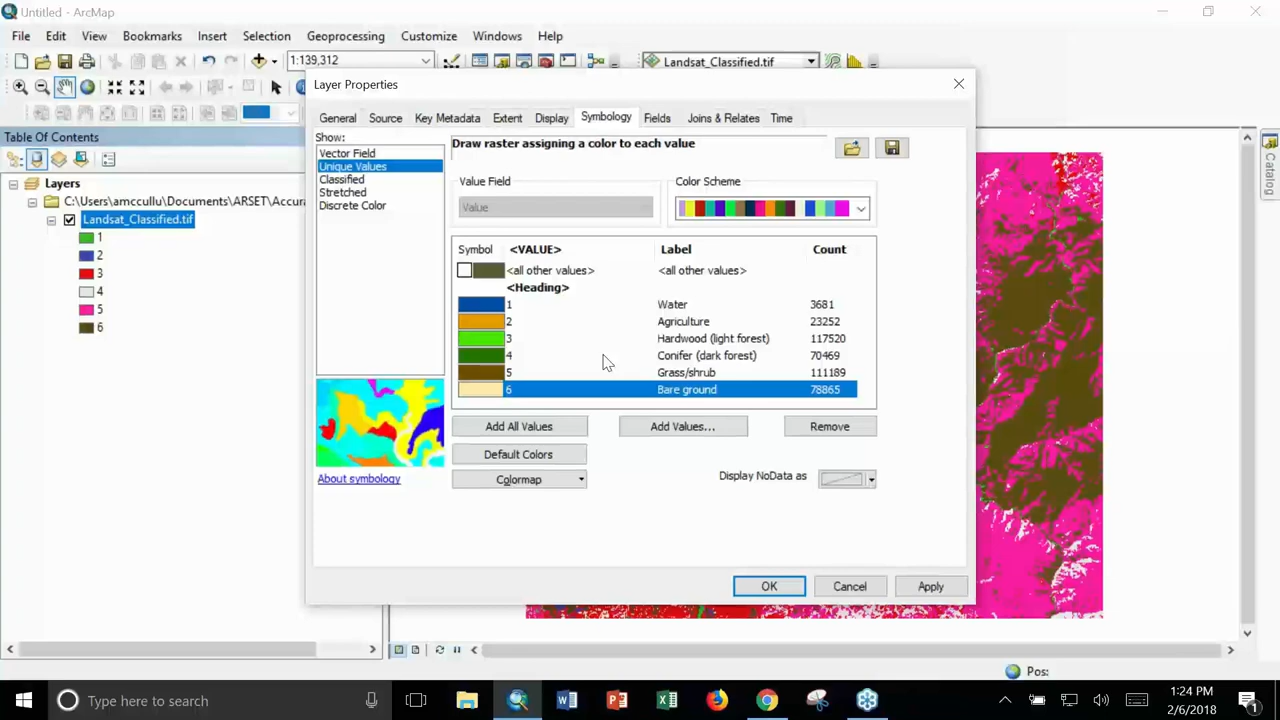 Untitled - ArcMap
File Edit View Bookmarks Insert Selection Geoprocessing Customize Windows Help
1:139,312
Landsat_Classified.tif
Layer Properties
Table Of Contents
Layers
C:\Users\amccullu\Documents\ARSET\Accura
Landsat_Classified.tif
1
2
3
4
5
6
General Source Key Metadata Extent Display Symbology Fields Joins & Relates Time
Show:
Vector Field
Unique Values
Classified
Stretched
Discrete Color
About symbology
Draw raster assigning a color to each value
Value Field
Value
Color Scheme
Symbol <VALUE> Label Count
<all other values> <all other values>
<Heading>
1 Water 3681
2 Agriculture 23252
3 Hardwood (light forest) 117520
4 Conifer (dark forest) 70469
5 Grass/shrub 111189
6 Bare ground 78865
Add All Values Add Values... Remove
Default Colors
Colormap
Display NoData as
OK Cancel Apply
Catalog
Pos:
Type here to search
1:24 PM
2/6/2018
1